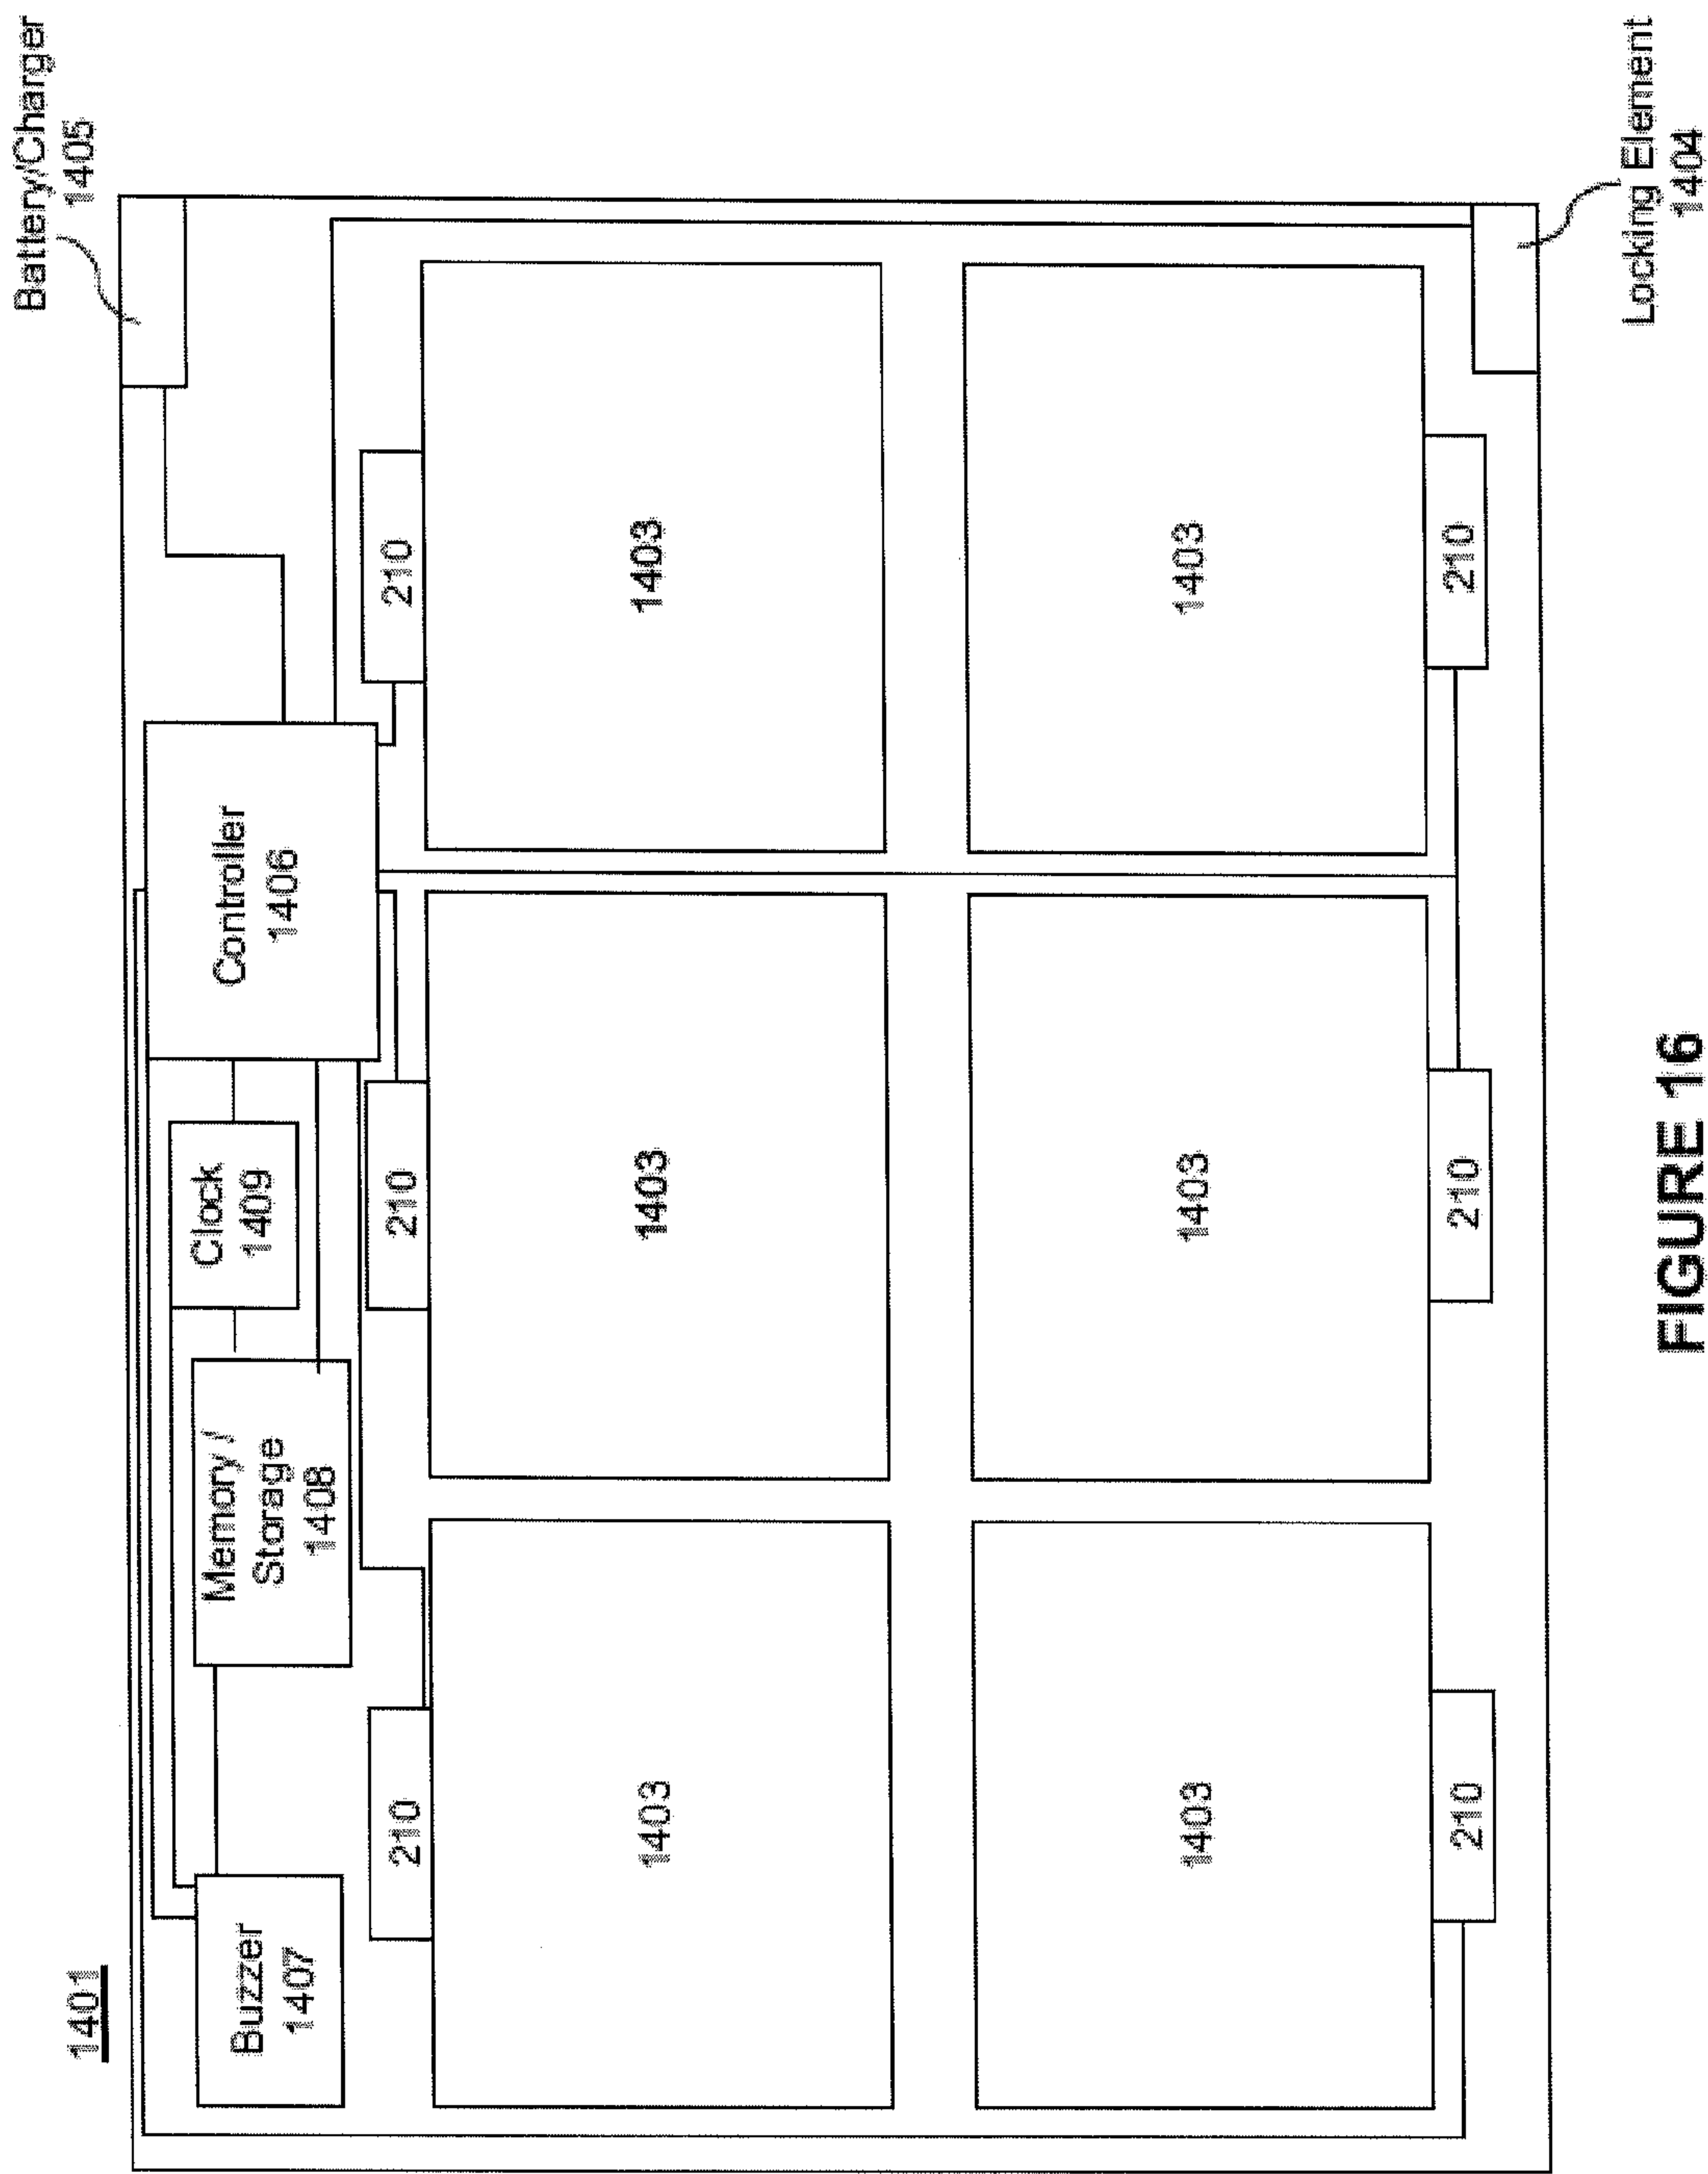 1401
Buzzer
1407
Memory /
Storage
1408
Clock
1409
Controller
1406
Battery/Charger
1405
210
210
210
1403
1403
1403
1403
1403
1403
210
210
210
Locking Element
1404
FIGURE 16